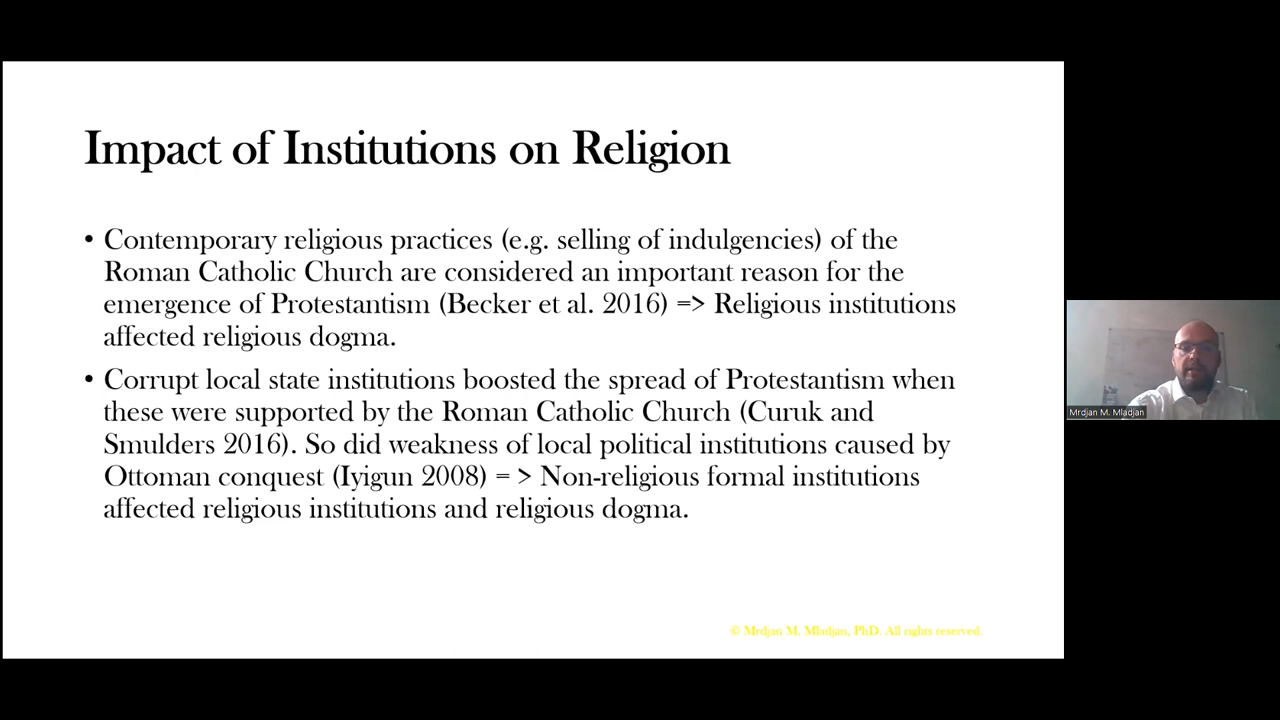 Impact of Institutions on Religion
• Contemporary religious practices (e.g. selling of indulgencies) of the
Roman Catholic Church are considered an important reason for the
emergence of Protestantism (Becker et al. 2016) => Religious institutions
affected religious dogma.
• Corrupt local state institutions boosted the spread of Protestantism when
these were supported by the Roman Catholic Church (Curuk and
Smulders 2016). So did weakness of local political institutions caused by
Ottoman conquest (Iyigun 2008) = > Non-religious formal institutions
affected religious institutions and religious dogma.
Mrdjan M. Mladjan
© Mrdjan M. Mladjan, PhD. All rights reserved.